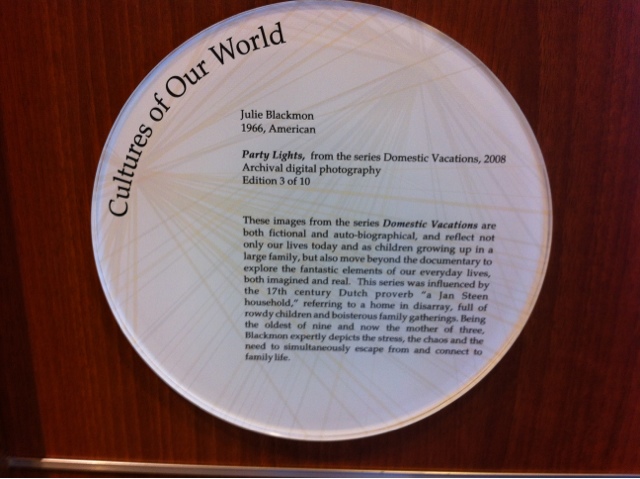 Cultures of Our World
Julie Blackmon
1966, American
Party Lights, from the series Domestic Vacations, 2008
Archival digital photography
Edition 3 of 10
These images from the series Domestic Vacations are
both fictional and auto-biographical, and reflect not
only our lives today and as children growing up in a
large family, but also move beyond the documentary to
explore the fantastic elements of our everyday lives,
both imagined and real. This series was influenced by
the 17th century Dutch proverb "a Jan Steen
household," referring to a home in disarray, full of
rowdy children and boisterous family gatherings. Being
the oldest of nine and now the mother of three,
Blackmon expertly depicts the stress, the chaos and the
need to simultaneously escape from and connect to
family life.